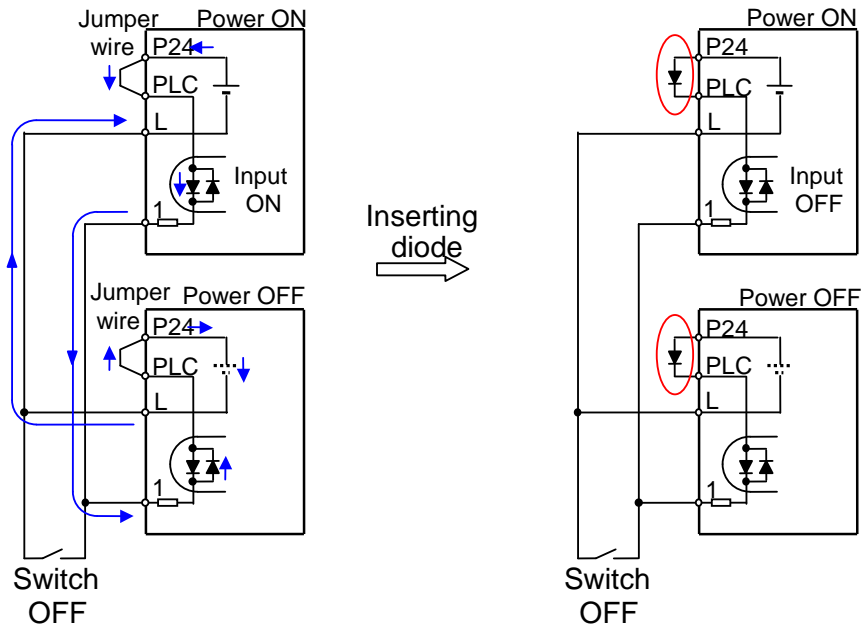 Jumper
wire
Power ON
P24
PLC
L
Input
ON
1
Jumper
wire
Power OFF
P24
PLC
L
1
Switch
OFF
Inserting
diode
Power ON
P24
PLC
L
Input
OFF
1
Power OFF
P24
PLC
L
1
Switch
OFF